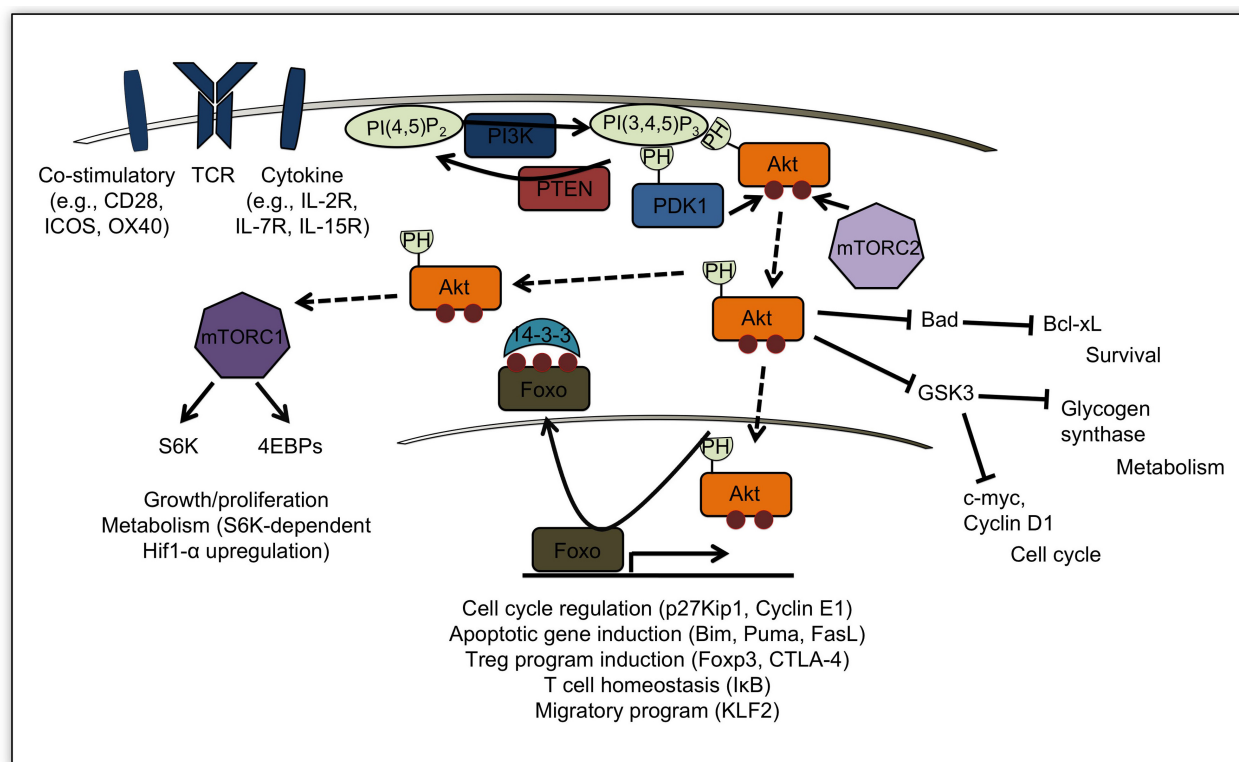 PI(4,5)P2
PI3K
PI(3,4,5)P3
PH
Akt
PH
PTEN
PDK1
mTORC2
Co-stimulatory
(e.g., CD28,
ICOS, OX40)
TCR
Cytokine
(e.g., IL-2R,
IL-7R, IL-15R)
PH
Akt
PH
Akt
mTORC1
14-3-3
Foxo
Bad
Bcl-xL
Survival
GSK3
Glycogen
synthase
Metabolism
c-myc,
Cyclin D1
Cell cycle
S6K
4EBPs
Growth/proliferation
Metabolism (S6K-dependent
Hif1-α upregulation)
PH
Akt
Foxo
Cell cycle regulation (p27Kip1, Cyclin E1)
Apoptotic gene induction (Bim, Puma, FasL)
Treg program induction (Foxp3, CTLA-4)
T cell homeostasis (IκB)
Migratory program (KLF2)